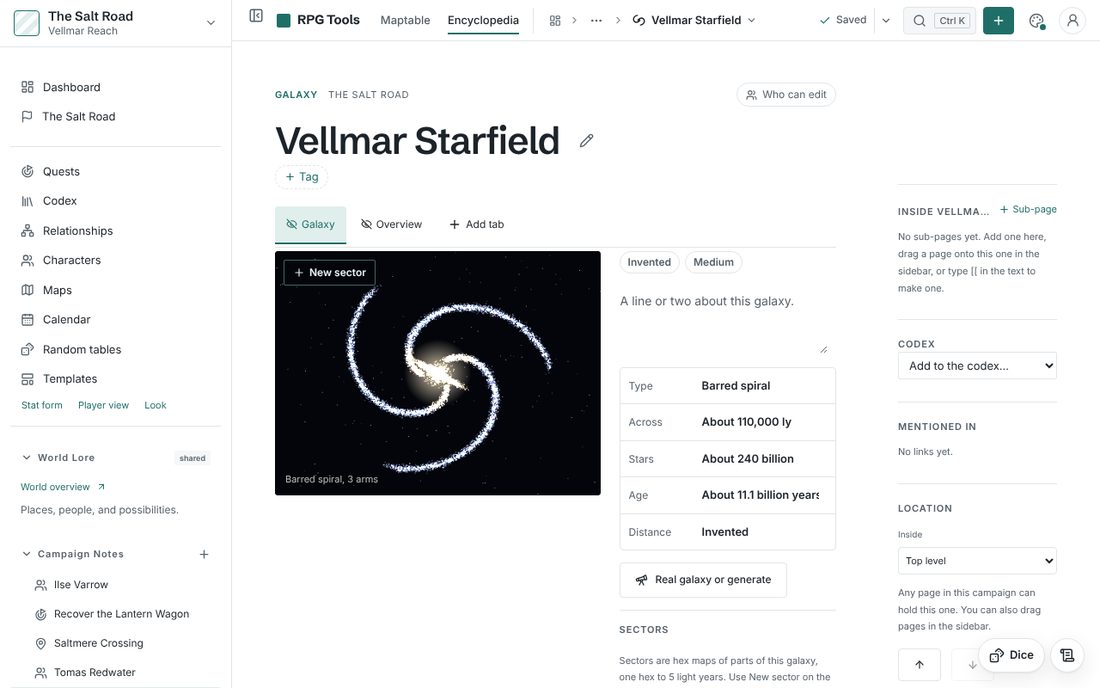 The Salt Road
Vellmar Reach
RPG Tools
Maptable
Encyclopedia
Vellmar Starfield
Saved
Ctrl K
Dashboard
The Salt Road
Quests
Codex
Relationships
Characters
Maps
Calendar
Random tables
Templates
Stat form Player view Look
World Lore
shared
World overview
Places, people, and possibilities.
Campaign Notes
Ilse Varrow
Recover the Lantern Wagon
Saltmere Crossing
Tomas Redwater
GALAXY THE SALT ROAD
Who can edit
Vellmar Starfield
+ Tag
Galaxy
Overview
+ Add tab
+ New sector
Barred spiral, 3 arms
Invented
Medium
A line or two about this galaxy.
Type Barred spiral
Across About 110,000 ly
Stars About 240 billion
Age About 11.1 billion years
Distance Invented
Real galaxy or generate
SECTORS
Sectors are hex maps of parts of this galaxy,
one hex to 5 light years. Use New sector on the
INSIDE VELLMA...
+ Sub-page
No sub-pages yet. Add one here,
drag a page onto this one in the
sidebar, or type [[ in the text to
make one.
CODEX
Add to the codex...
MENTIONED IN
No links yet.
LOCATION
Inside
Top level
Any page in this campaign can
hold this one. You can also drag
pages in the sidebar.
Dice